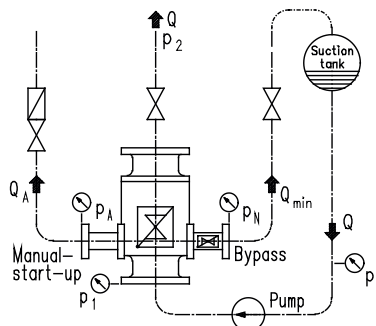 Q
p2
Suction
tank
QA
pA
pN
Qmin
Q
Manual-
start-up
Bypass
p1
Pump
p